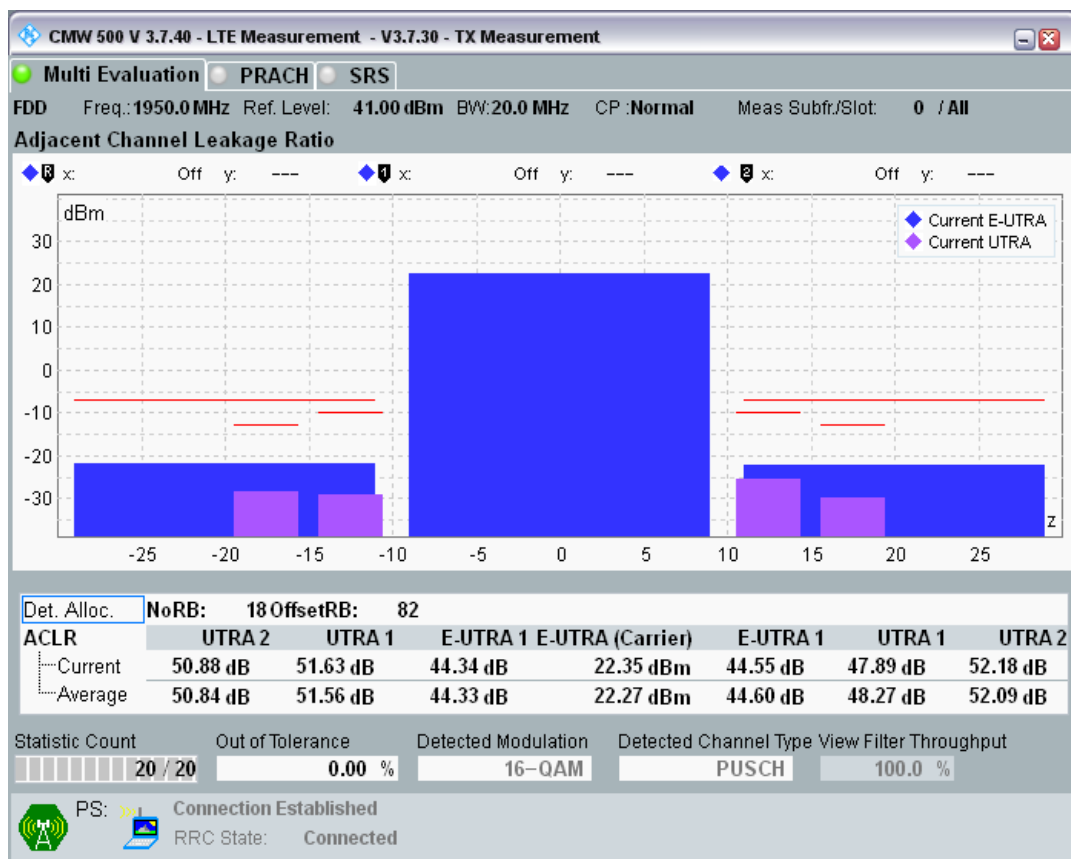 CMW 500 V 3.7.40 - LTE Measurement - V3.7.30 - TX Measurement
Multi Evaluation PRACH SRS
FDD Freq.: 1950.0 MHz Ref. Level: 41.00 dBm BW: 20.0 MHz CP : Normal Meas Subfr./Slot: 0 / All
Adjacent Channel Leakage Ratio
R x: Off y: --- 1 x: Off y: --- 2 x: Off y: ---
dBm
Current E-UTRA
Current UTRA
30
20
10
0
-10
-20
-30
z
-25 -20 -15 -10 -5 0 5 10 15 20 25
Det. Alloc. NoRB: 18 OffsetRB: 82
ACLR UTRA 2 UTRA 1 E-UTRA 1 E-UTRA (Carrier) E-UTRA 1 UTRA 1 UTRA 2
Current 50.88 dB 51.63 dB 44.34 dB 22.35 dBm 44.55 dB 47.89 dB 52.18 dB
Average 50.84 dB 51.56 dB 44.33 dB 22.27 dBm 44.60 dB 48.27 dB 52.09 dB
Statistic Count Out of Tolerance Detected Modulation Detected Channel Type View Filter Throughput
20 / 20 0.00 % 16-QAM PUSCH 100.0 %
PS: Connection Established
RRC State: Connected